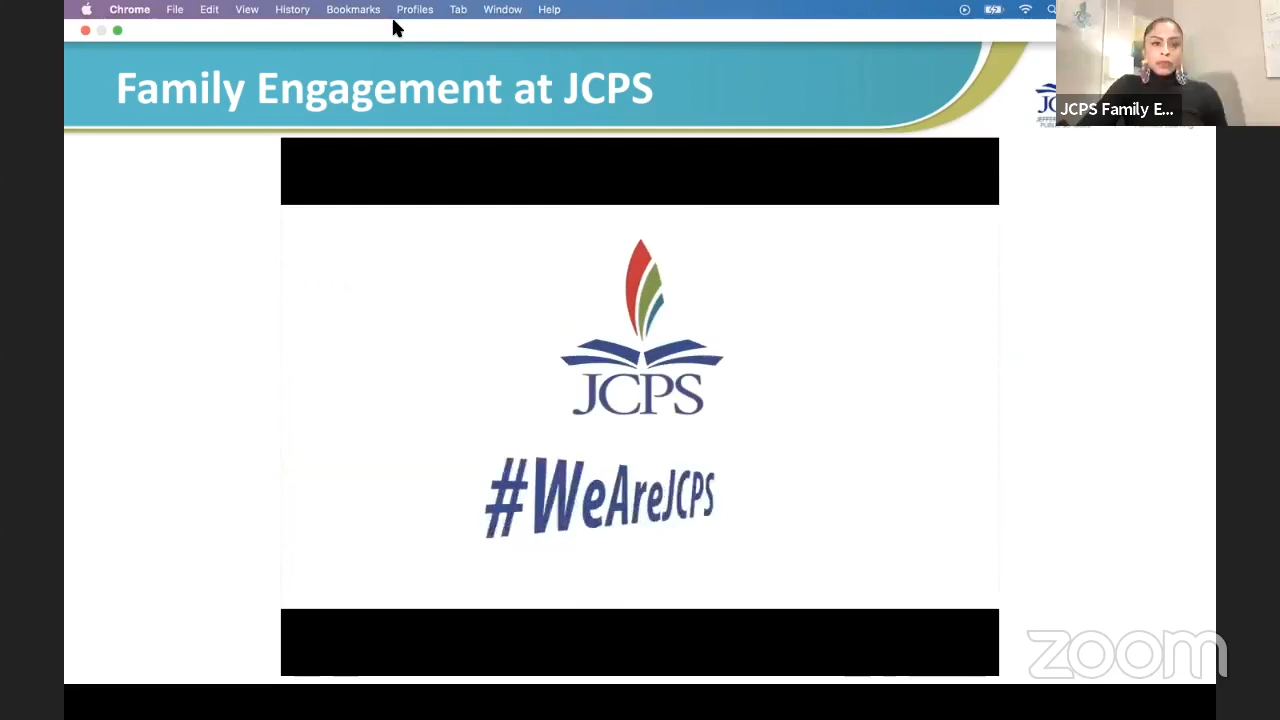 Chrome File Edit View History Bookmarks Profiles Tab Window Help
Family Engagement at JCPS
JCPS Family E...
JCPS
#WeAreJCPS
zoom